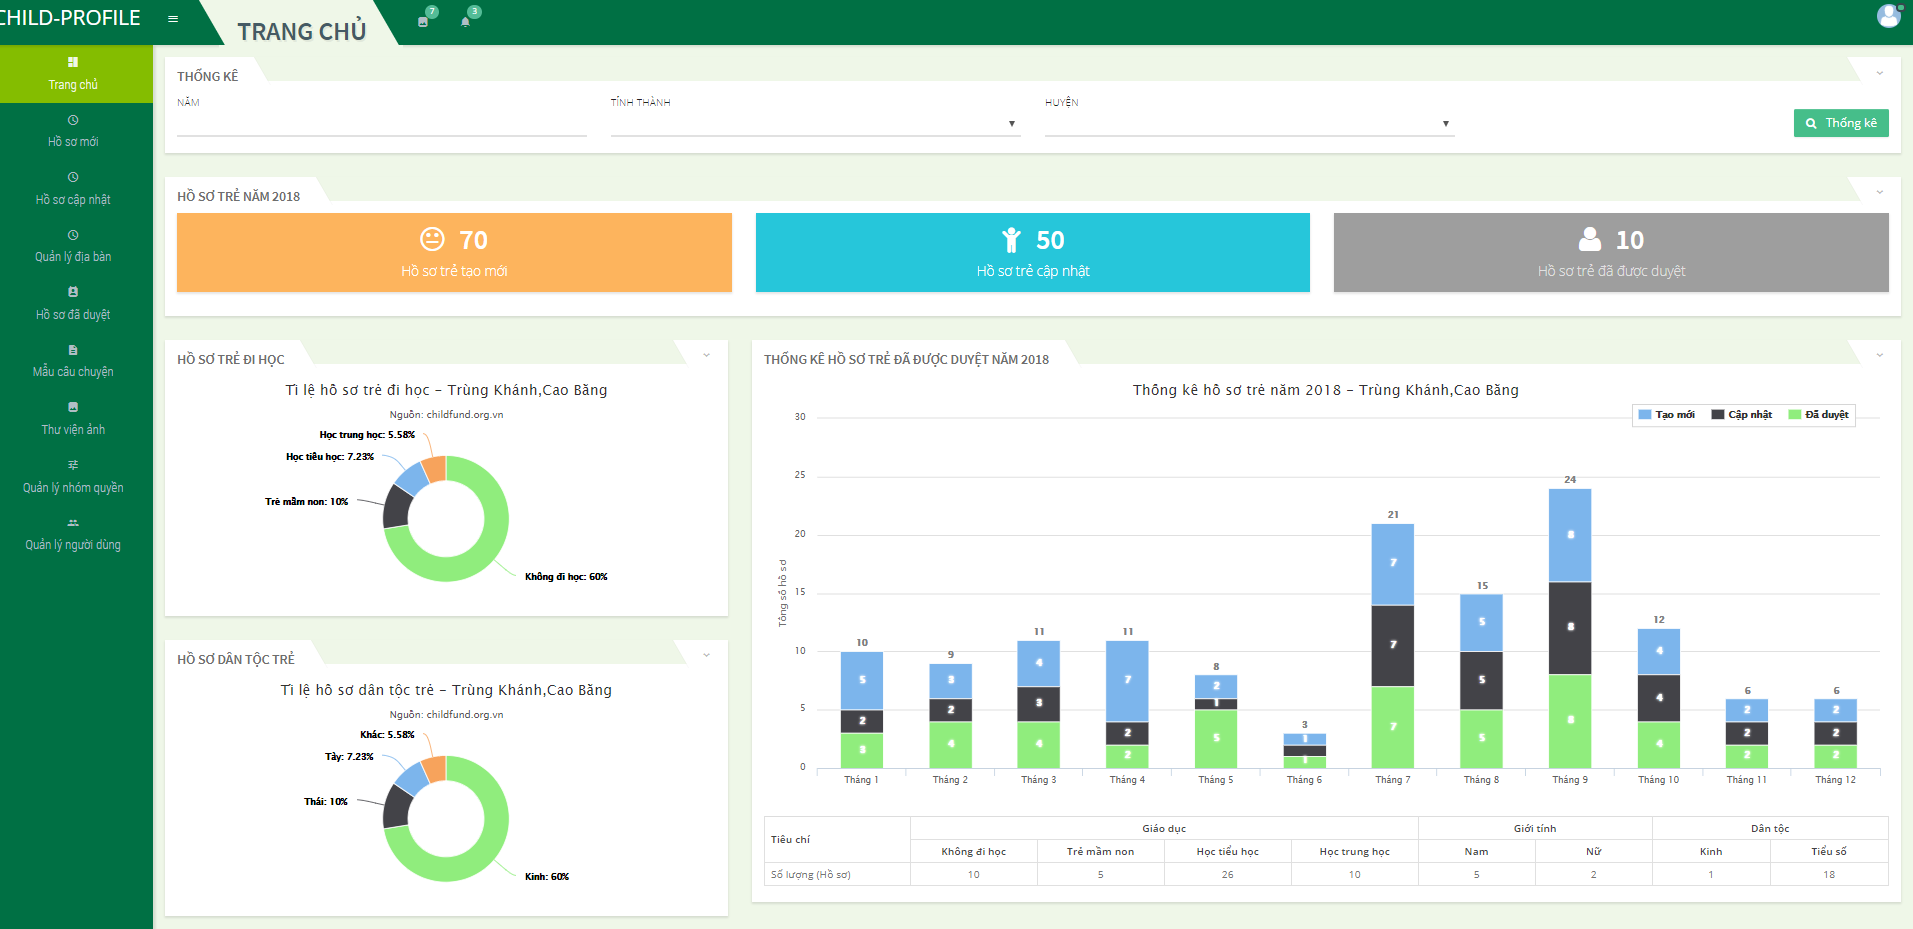 CHILD-PROFILE
TRANG CHỦ
7
3
Trang chủ
Hồ sơ mới
Hồ sơ cập nhật
Quản lý địa bàn
Hồ sơ đã duyệt
Mẫu câu chuyện
Thư viện ảnh
Quản lý nhóm quyền
Quản lý người dùng
THỐNG KÊ
NĂM
TỈNH THÀNH
HUYỆN
Thống kê
HỒ SƠ TRẺ NĂM 2018
70
Hồ sơ trẻ tạo mới
50
Hồ sơ trẻ cập nhật
10
Hồ sơ trẻ đã được duyệt
HỒ SƠ TRẺ ĐI HỌC
Tỉ lệ hồ sơ trẻ đi học - Trùng Khánh,Cao Bằng
Nguồn: childfund.org.vn
Học trung học: 5.58%
Học tiểu học: 7.23%
Trẻ mầm non: 10%
Không đi học: 60%
HỒ SƠ DÂN TỘC TRẺ
Tỉ lệ hồ sơ dân tộc trẻ - Trùng Khánh,Cao Bằng
Nguồn: childfund.org.vn
Khác: 5.58%
Tày: 7.23%
Thái: 10%
Kinh: 60%
THỐNG KÊ HỒ SƠ TRẺ ĐÃ ĐƯỢC DUYỆT NĂM 2018
Thống kê hồ sơ trẻ năm 2018 - Trùng Khánh,Cao Bằng
Tạo mới Cập nhật Đã duyệt
Tổng số hồ sơ
30
25
20
15
10
5
0
10 9 11 11 8 3 21 15 24 12 6 6
5 3 4 7 2 1 7 5 8 4 2 2
2 2 3 2 1 7 5 8 4 2 2
3 4 4 2 5 1 7 5 8 4 2 2
Tháng 1 Tháng 2 Tháng 3 Tháng 4 Tháng 5 Tháng 6 Tháng 7 Tháng 8 Tháng 9 Tháng 10 Tháng 11 Tháng 12
Tiêu chí Giáo dục Giới tính Dân tộc
Không đi học Trẻ mầm non Học tiểu học Học trung học Nam Nữ Kinh Tiểu số
Số lượng (Hồ sơ) 10 5 26 10 5 2 1 18